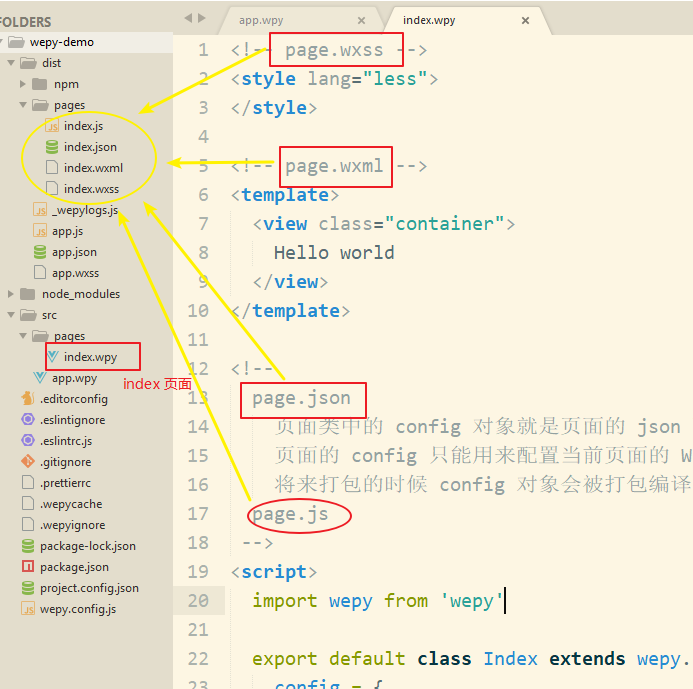 FOLDERS
wepy-demo
dist
npm
pages
index.js
index.json
index.wxml
index.wxss
_wepylogs.js
app.js
app.json
app.wxss
node_modules
src
pages
index.wpy
app.wpy
index 页面
.editorconfig
.eslintignore
.eslintrc.js
.gitignore
.prettierrc
.wepycache
.wepyignore
package-lock.json
package.json
project.config.json
wepy.config.js
app.wpy × index.wpy ×
1 <!-- page.wxss -->
2 <style lang="less">
3 </style>
4
5 <!-- page.wxml -->
6 <template>
7 <view class="container">
8 Hello world
9 </view>
10 </template>
11
12 <!--
13 page.json
14 页面类中的 config 对象就是页面的 json
15 页面的 config 只能用来配置当前页面的 W
16 将来打包的时候 config 对象会被打包编译
17 page.js
18 -->
19 <script>
20 import wepy from 'wepy'
21
22 export default class Index extends wepy.
23 config = {